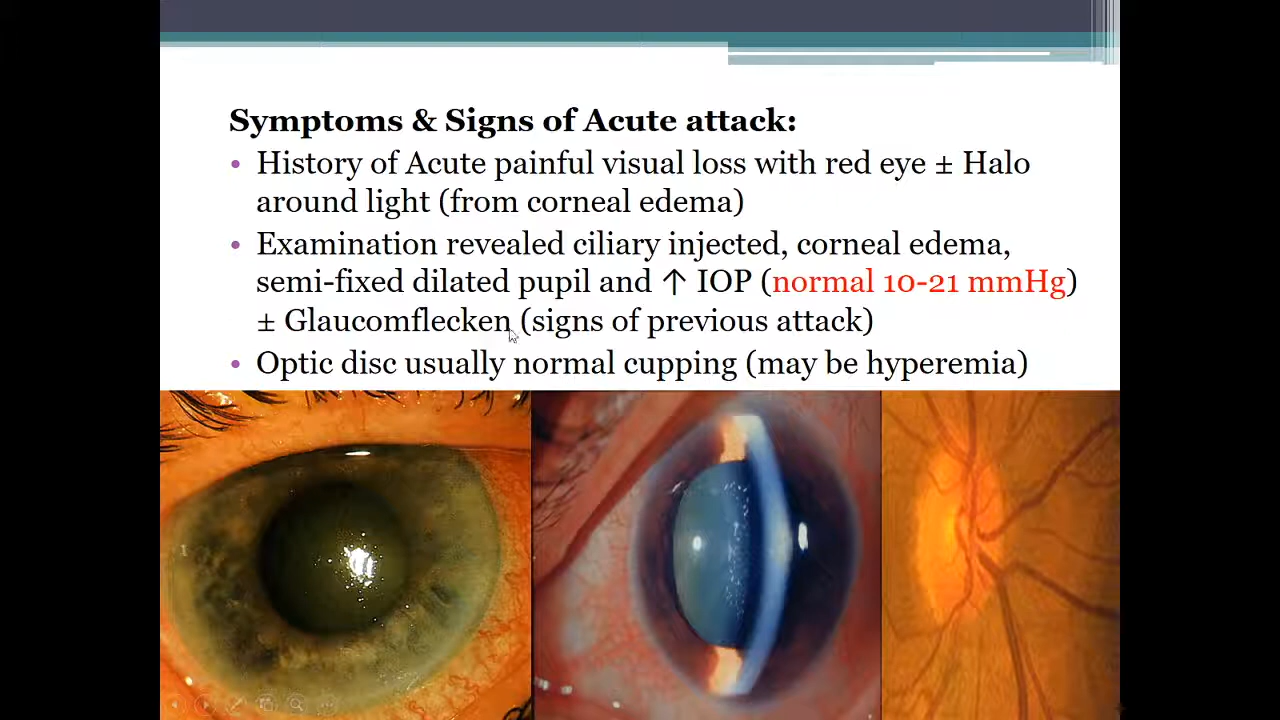 Symptoms & Signs of Acute attack:
• History of Acute painful visual loss with red eye ± Halo
around light (from corneal edema)
• Examination revealed ciliary injected, corneal edema,
semi-fixed dilated pupil and ↑ IOP (normal 10-21 mmHg)
± Glaucomflecken (signs of previous attack)
• Optic disc usually normal cupping (may be hyperemia)